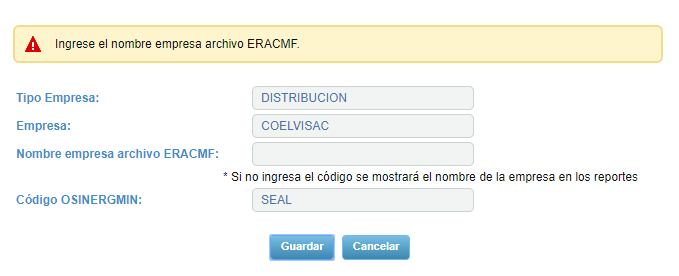 Ingrese el nombre empresa archivo ERACMF.
Tipo Empresa: DISTRIBUCION
Empresa: COELVISAC
Nombre empresa archivo ERACMF:
* Si no ingresa el código se mostrará el nombre de la empresa en los reportes
Código OSINERGMIN: SEAL
Guardar Cancelar